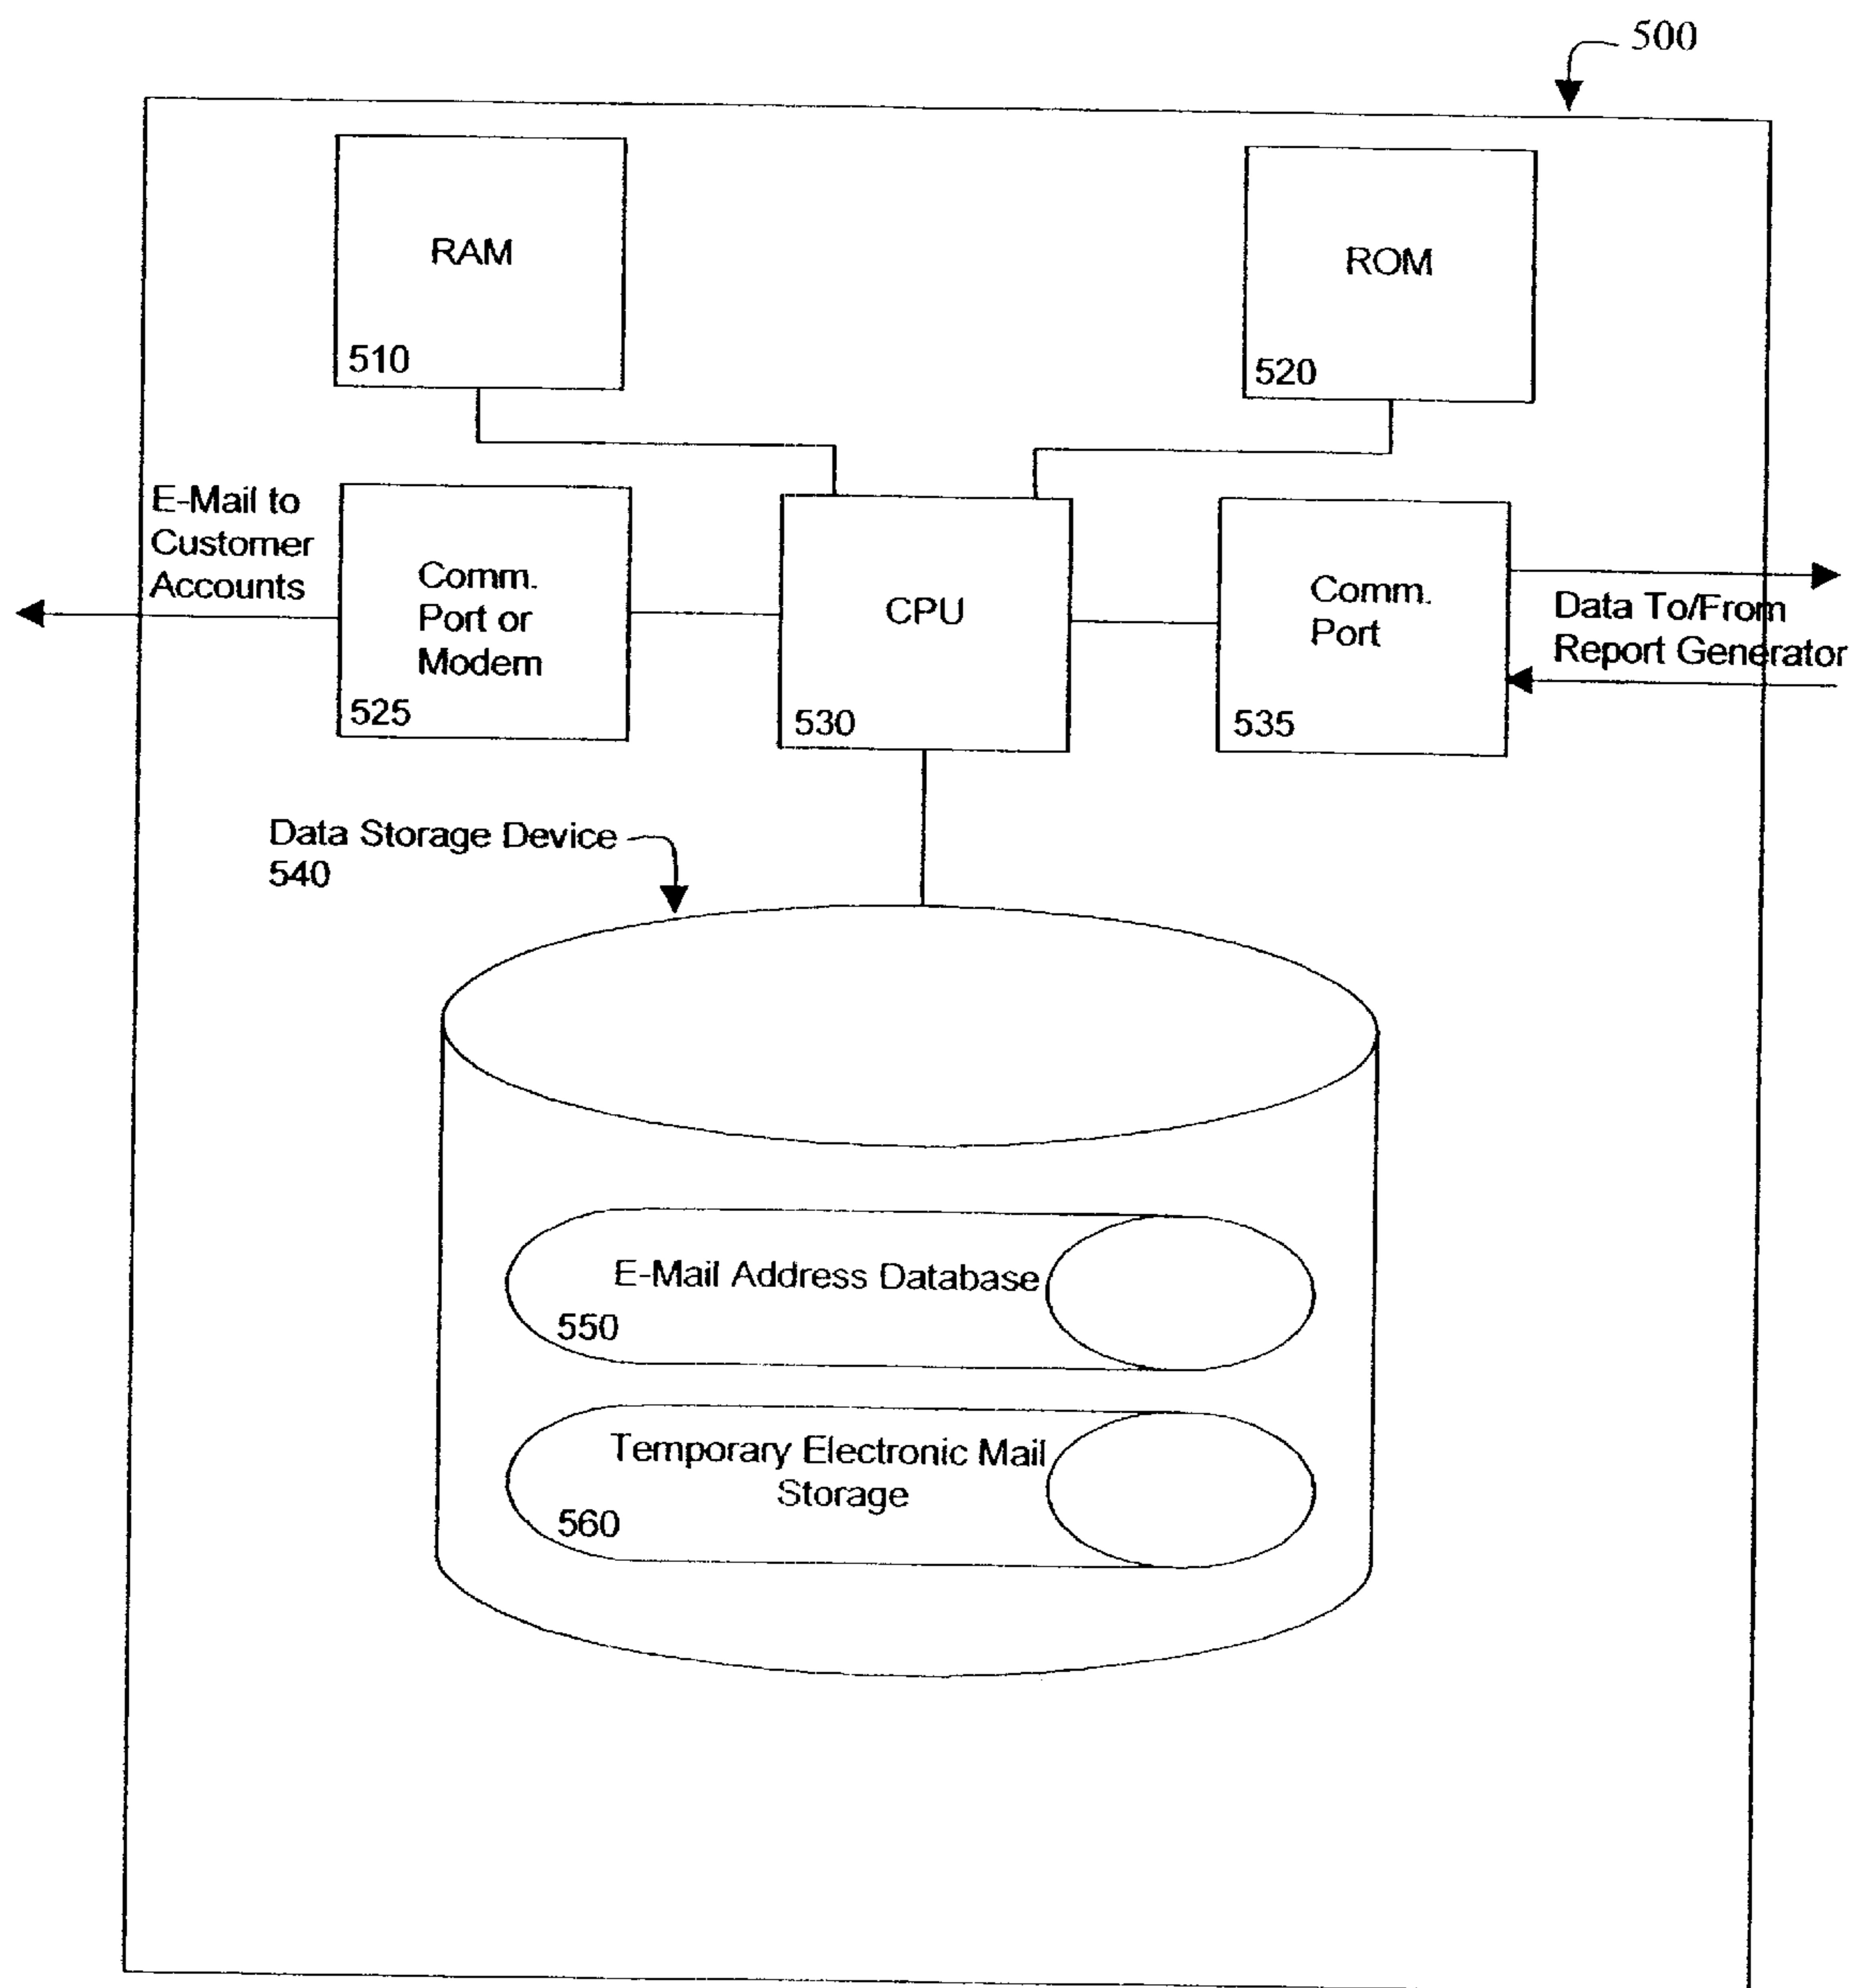 500
RAM
510
ROM
520
E-Mail to
Customer
Accounts
Comm.
Port or
Modem
525
CPU
530
Comm.
Port
535
Data To/From
Report Generator
Data Storage Device
540
E-Mail Address Database
550
Temporary Electronic Mail
Storage
560